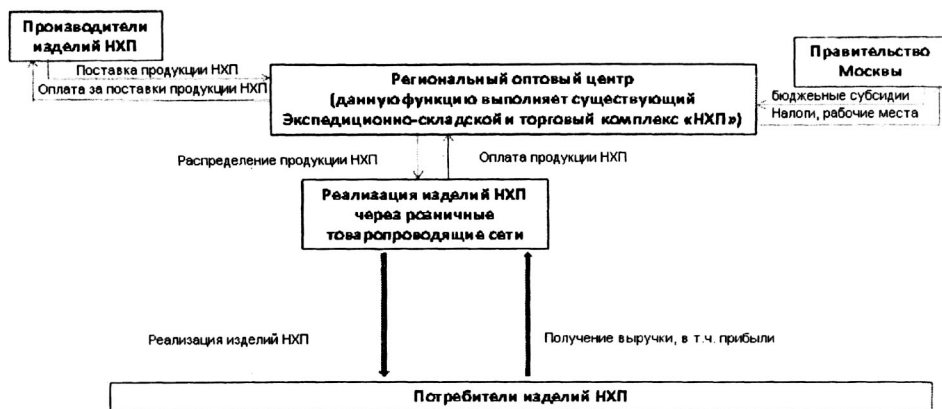 Производители
изделий НХП
Правительство
Москвы
Поставка продукции НХП
Оплата за поставки продукции НХП
Региональный оптовый центр
(данную функцию выполняет существующий
Экспедиционно-складской и торговый комплекс «НХП»)
бюджеьные субсидии
Налоги, рабочие места
Распределение продукции НХП
Оплата продукции НХП
Реализация изделий НХП
через розничные
товаропроводящие сети
Реализация изделий НХП
Получение выручки, в т.ч. прибыли
Потребители изделий НХП